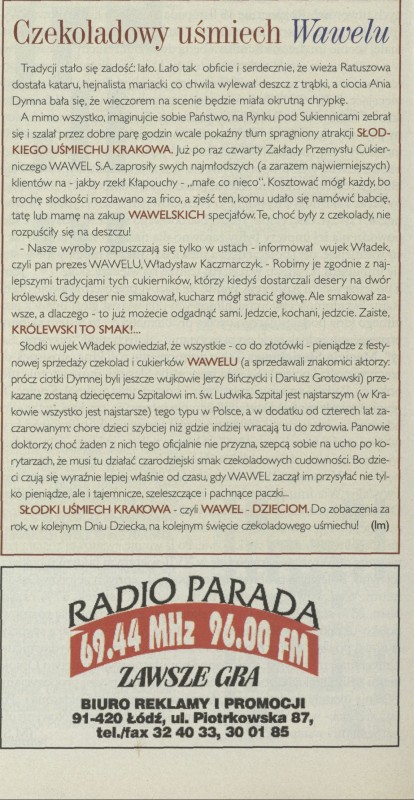 Czekoladowy uśmiech Wawelu
Tradycji stało się zadość: lało. Lało tak obficie i serdecznie, że wieża Ratuszowa
dostała kataru, hejnalista mariacki co chwila wylewał deszcz z trąbki, a ciocia Ania
Dymna bała się, że wieczorem na scenie będzie miała okrutną chrypkę.
A mimo wszystko, imaginujcie sobie Państwo, na Rynku pod Sukiennicami zebrał
się i szalał przez dobre parę godzin wcale pokaźny tłum spragniony atrakcji SŁOD-
KIEGO UŚMIECHU KRAKOWA. Już po raz czwarty Zakłady Przemysłu Cukier-
niczego WAWEL S.A. zaprosiły swych najmłodszych (a zarazem najwierniejszych)
klientów na - jakby rzekł Kłapouchy - „małe co nieco". Kosztować mógł każdy, bo
trochę słodkości rozdawano za frico, a zjeść ten, komu udało się namówić babcię,
tatę lub mamę na zakup WAWELSKICH specjałów. Te, choć były z czekolady, nie
rozpuściły się na deszczu!
- Nasze wyroby rozpuszczają się tylko w ustach - informował wujek Władek,
czyli pan prezes WAWELU, Władysław Kaczmarczyk. - Robimy je zgodnie z naj-
lepszymi tradycjami tych cukierników, którzy kiedyś dostarczali desery na dwór
królewski. Gdy deser nie smakował, kucharz mógł stracić głowę. Ale smakował za-
wsze, a dlaczego - to już możecie odgadnąć sami. Jedzcie, kochani, jedzcie. Zaiste,
KRÓLEWSKI TO SMAK!...
Słodki wujek Władek powiedział, że wszystkie - co do złotówki - pieniądze z festy-
nowej sprzedaży czekolad i cukierków WAWELU (a sprzedawali znakomici aktorzy:
prócz ciotki Dymnej byli jeszcze wujkowie Jerzy Bińczycki i Dariusz Grotowski) prze-
kazane zostaną dziecięcemu Szpitalowi im. św. Ludwika. Szpital jest najstarszym (w Kra-
kowie wszystko jest najstarsze) tego typu w Polsce, a w dodatku od czterech lat za-
czarowanym: chore dzieci szybciej niż gdzie indziej wracają tu do zdrowia. Panowie
doktorzy, choć żaden z nich tego oficjalnie nie przyzna, szepcą sobie na ucho po ko-
rytarzach, że musi tu działać czarodziejski smak czekoladowych cudowności. Bo dzie-
ci czują się wyraźnie lepiej właśnie od czasu, gdy WAWEL zaczął im przysyłać nie tyl-
ko pieniądze, ale i tajemnicze, szeleszczące i pachnące paczki...
SŁODKI UŚMIECH KRAKOWA - czyli WAWEL - DZIECIOM. Do zobaczenia za
rok, w kolejnym Dniu Dziecka, na kolejnym święcie czekoladowego uśmiechu! (lm)
RADIO PARADA
69.44 MHz 96.00 FM
ZAWSZE GRA
BIURO REKLAMY I PROMOCJI
91-420 Łódź, ul. Piotrkowska 87,
tel./fax 32 40 33, 30 01 85